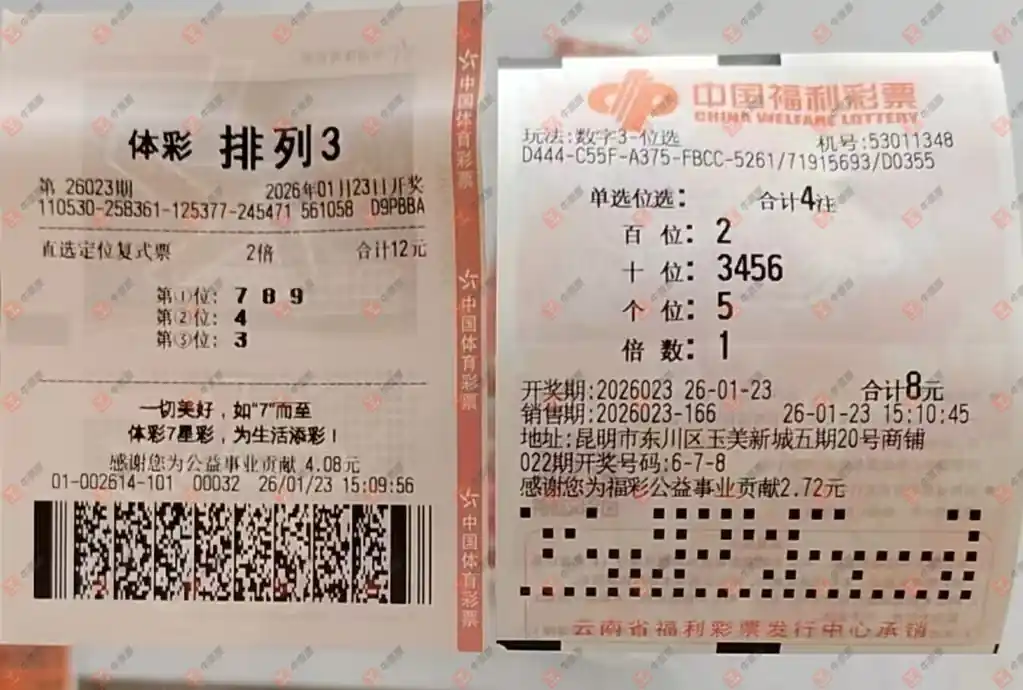 体彩 排列3
第 26023期 2026年01月23日开奖
110530-258361-125377-245471 561058 D9PBBA
直选定位复式票 2倍 合计12元
第①位: 7 8 9
第②位: 4
第③位: 3
一切美好，如“7”而至
体彩7星彩，为生活添彩！
感谢您为公益事业贡献 4.08元
01-002614-101 00032 26/01/23 15:09:56
中国体育彩票
中国体育彩票
中国体育彩票
中国福利彩票
CHINA WELFARE LOTTERY
玩法:数字3-位选 机号:53011348
D444-C55F-A375-FBCC-5261/71915693/D0355
单选位选: 合计4注
百 位: 2
十 位: 3456
个 位: 5
倍 数: 1
开奖期:2026023 26-01-23 合计8元
销售期:2026023-166 26-01-23 15:10:45
地址:昆明市东川区玉美新城五期20号商铺
022期开奖号码:6-7-8
感谢您为福彩公益事业贡献2.72元
云南省福利彩票发行中心承销